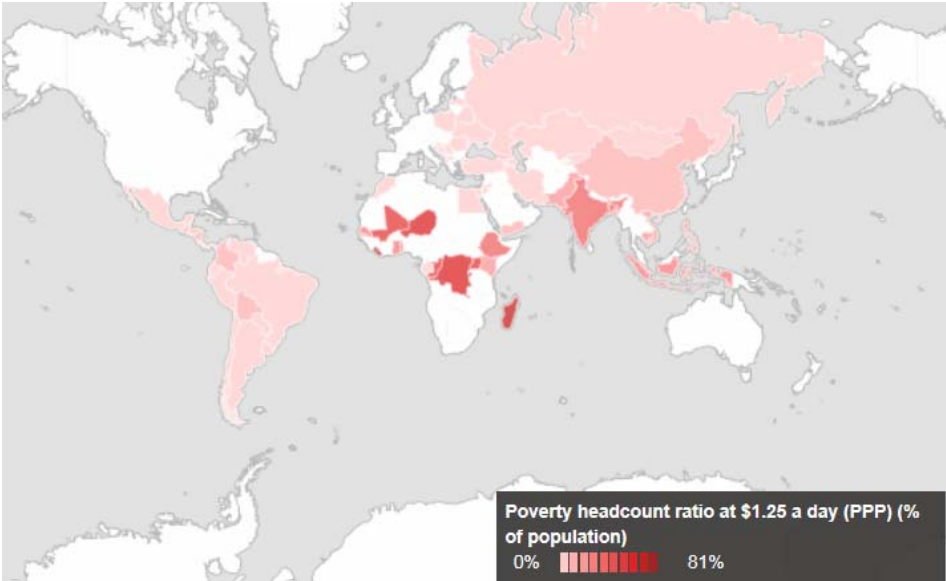 Poverty headcount ratio at $1.25 a day (PPP) (%
of population)
0% 81%